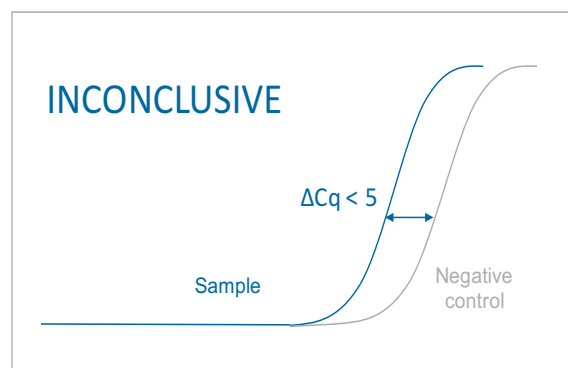 INCONCLUSIVE
ΔCq < 5
Sample
Negative
control